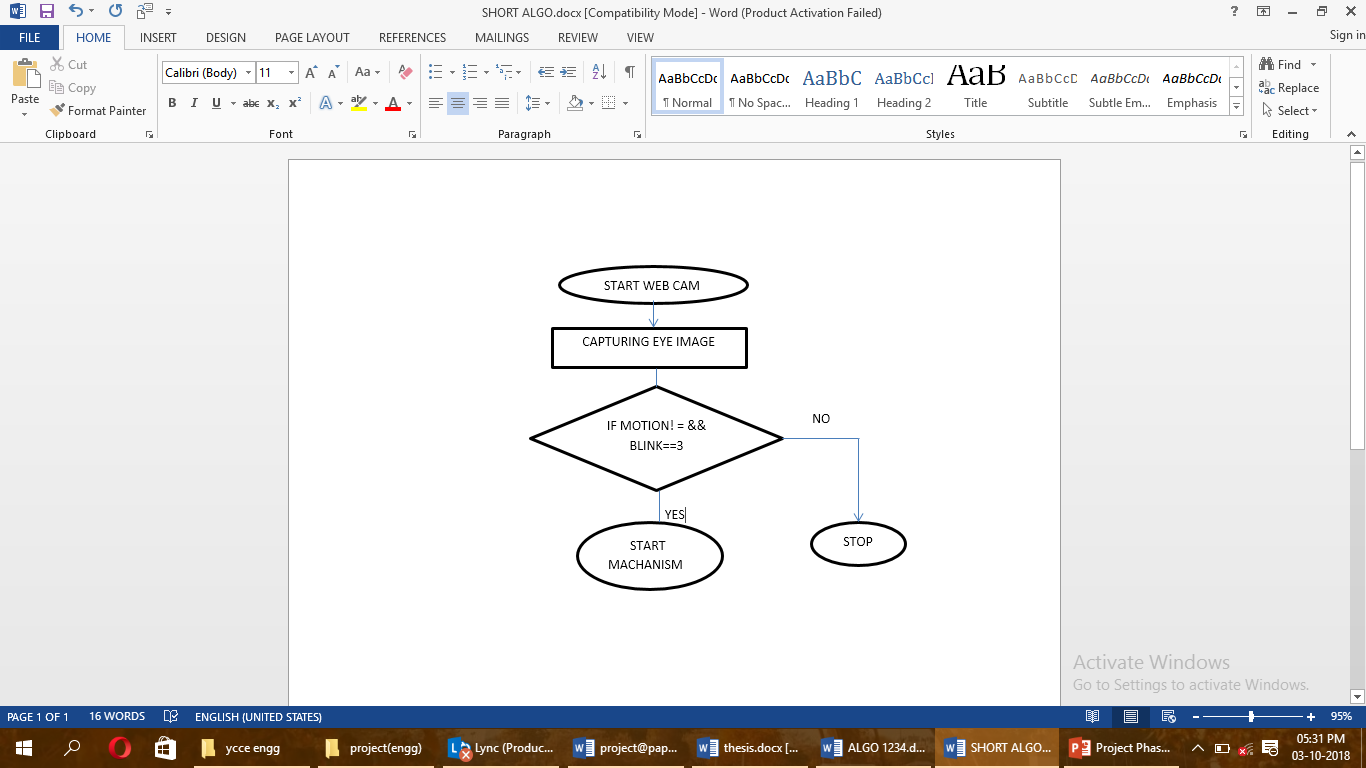 SHORT ALGO.docx [Compatibility Mode] - Word (Product Activation Failed)
?
FILE HOME INSERT DESIGN PAGE LAYOUT REFERENCES MAILINGS REVIEW VIEW Sign in
Paste
Cut
Copy
Format Painter
Clipboard
Calibri (Body) 11
B I U abc x₂ x²
Font
Paragraph
AaBbCcDc
¶ Normal
AaBbCcDc
¶ No Spac...
AaBbC
Heading 1
AaBbCcI
Heading 2
AaB
Title
AaBbCcD
Subtitle
AaBbCcDc
Subtle Em...
AaBbCcDc
Emphasis
Styles
Find
Replace
Select
Editing
START WEB CAM
CAPTURING EYE IMAGE
IF MOTION! = &&
BLINK==3
NO
YES
START
MACHANISM
STOP
Activate Windows
Go to Settings to activate Windows.
PAGE 1 OF 1 16 WORDS ENGLISH (UNITED STATES) 95%
ycce engg project(engg) Lync (Produc... project@pap... thesis.docx [... ALGO 1234.d... SHORT ALGO... Project Phas...
05:31 PM
03-10-2018